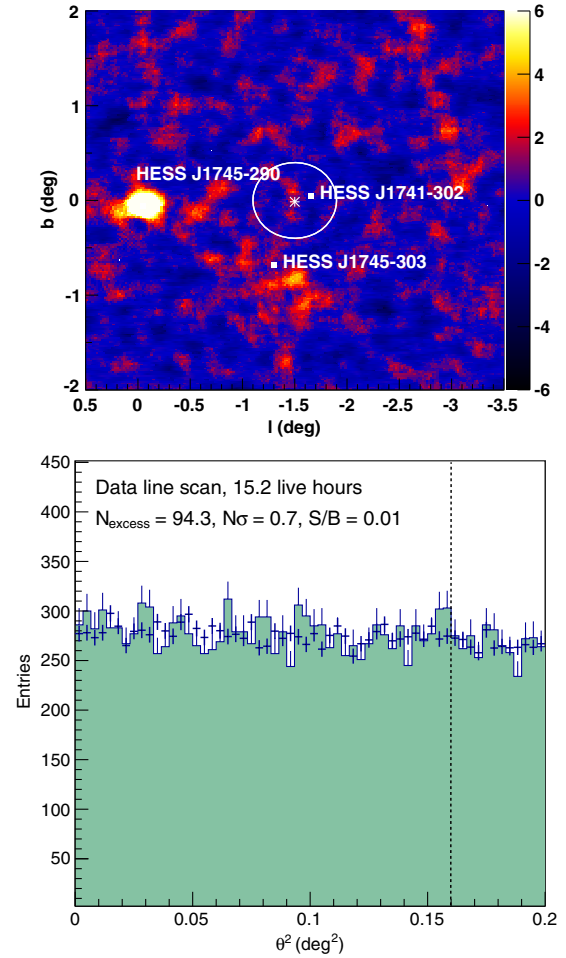 b (deg)
2
1
0
-1
-2
HESS J1745-290
HESS J1741-302
HESS J1745-303
6
4
2
0
-2
-4
-6
0.5 0 -0.5 -1 -1.5 -2 -2.5 -3 -3.5
l (deg)
Entries
450
400
350
300
250
200
150
100
50
Data line scan, 15.2 live hours
N_excess = 94.3, Nσ = 0.7, S/B = 0.01
0 0.05 0.1 0.15 0.2
θ² (deg²)